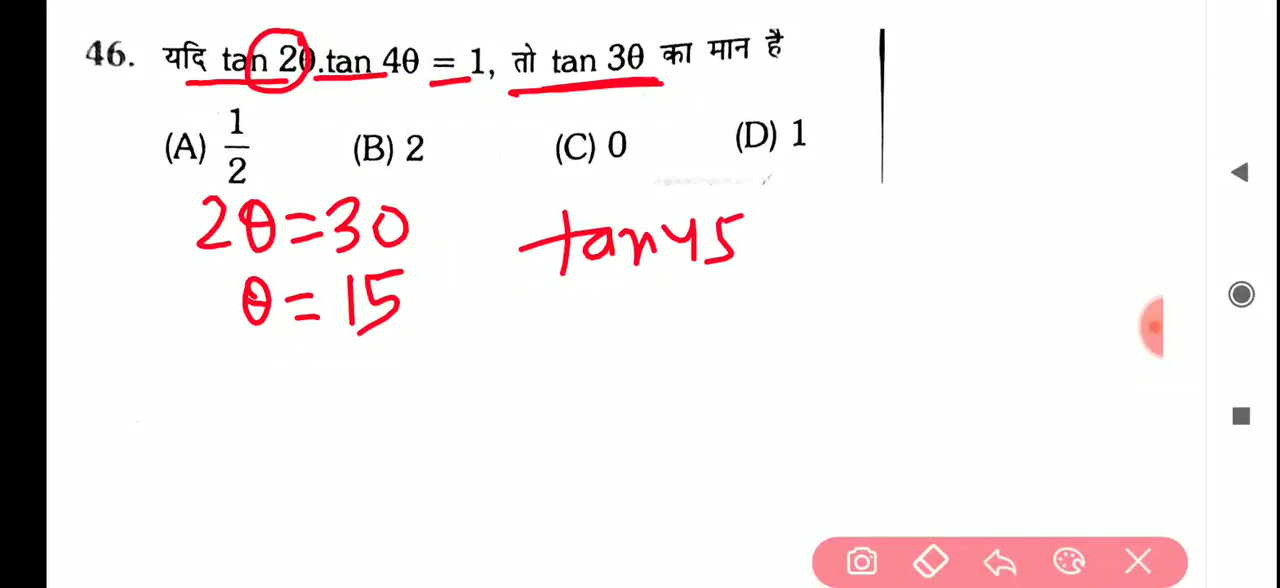 46. यदि tan 2θ.tan 4θ = 1, तो tan 3θ का मान है
(A) 1/2 (B) 2 (C) 0 (D) 1
2θ=30 tan45
θ=15